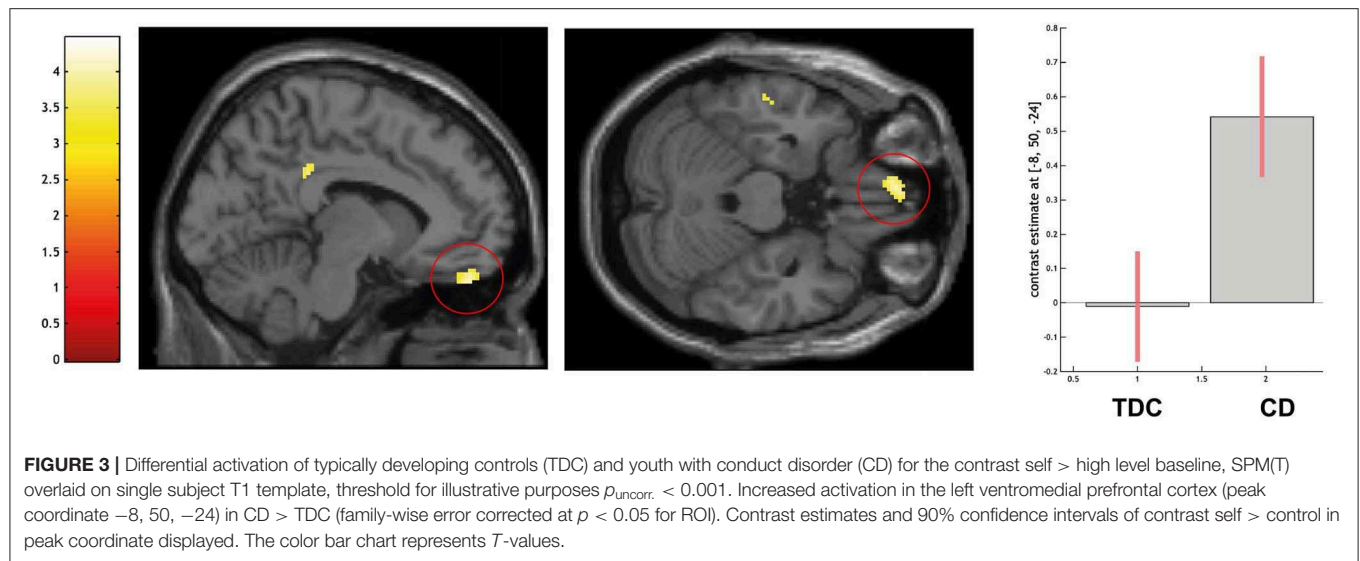 4
3.5
3
2.5
2
1.5
1
0.5
0
contrast estimate at [-8, 50, -24]
0.8
0.7
0.6
0.5
0.4
0.3
0.2
0.1
0
-0.1
-0.2
0.5 1 1.5 2
TDC CD
FIGURE 3 | Differential activation of typically developing controls (TDC) and youth with conduct disorder (CD) for the contrast self > high level baseline, SPM(T)
overlaid on single subject T1 template, threshold for illustrative purposes puncorr. < 0.001. Increased activation in the left ventromedial prefrontal cortex (peak
coordinate −8, 50, −24) in CD > TDC (family-wise error corrected at p < 0.05 for ROI). Contrast estimates and 90% confidence intervals of contrast self > control in
peak coordinate displayed. The color bar chart represents T-values.